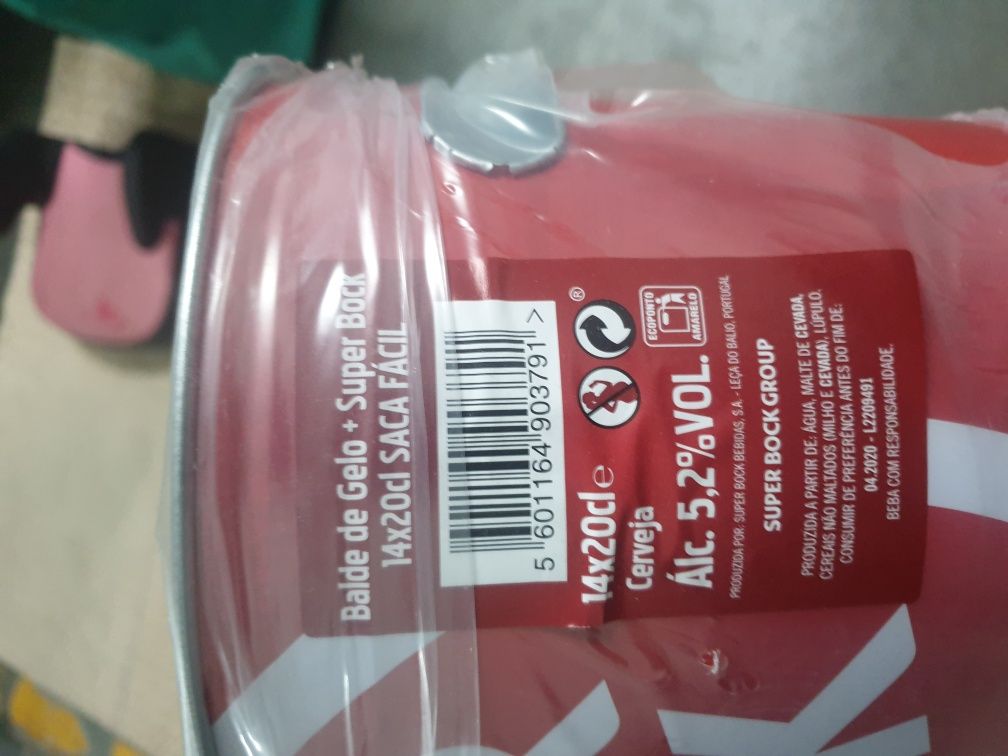 Balde de Gelo + Super Bock
14x20cl SACA FÁCIL
5 601164 903791 >
®
ECOPONTO
AMARELO
14x20cl e
Cerveja
Álc. 5,2%VOL.
PRODUZIDA POR: SUPER BOCK BEBIDAS, S.A. - LEÇA DO BALIO, PORTUGAL
SUPER BOCK GROUP
PRODUZIDA A PARTIR DE: ÁGUA, MALTE DE CEVADA,
CEREAIS NÃO MALTADOS (MILHO E CEVADA), LÚPULO.
CONSUMIR DE PREFERÊNCIA ANTES DO FIM DE:
04.2020 - L2209491
BEBA COM RESPONSABILIDADE.